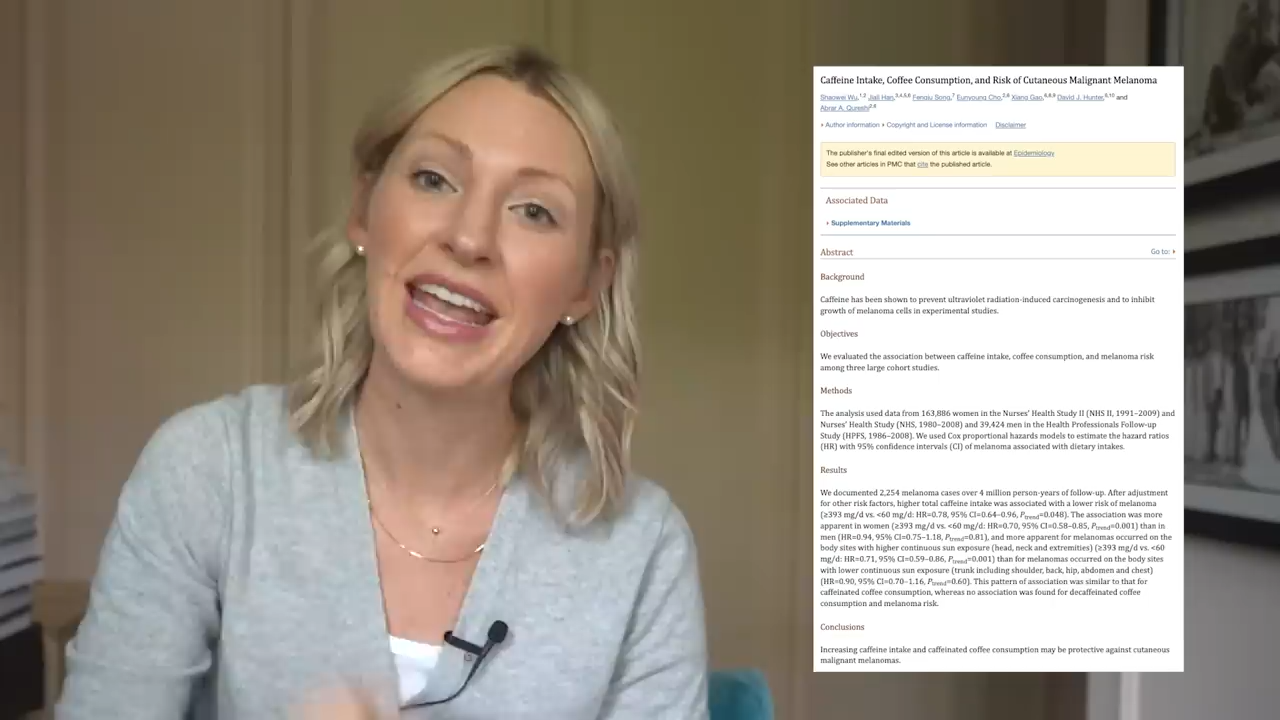 Caffeine Intake, Coffee Consumption, and Risk of Cutaneous Malignant Melanoma
Shaowei Wu,1,2 Jiali Han,3,4,5,6 Fengju Song,7 Eunyoung Cho,2,8 Xiang Gao,6,8,9 David J. Hunter,6,10 and
Abrar A. Qureshi2,8
Author information Copyright and License information Disclaimer
The publisher's final edited version of this article is available at Epidemiology
See other articles in PMC that cite the published article.
Associated Data
Supplementary Materials
Abstract Go to:
Background
Caffeine has been shown to prevent ultraviolet radiation-induced carcinogenesis and to inhibit
growth of melanoma cells in experimental studies.
Objectives
We evaluated the association between caffeine intake, coffee consumption, and melanoma risk
among three large cohort studies.
Methods
The analysis used data from 163,886 women in the Nurses' Health Study II (NHS II, 1991–2009) and
Nurses' Health Study (NHS, 1980–2008) and 39,424 men in the Health Professionals Follow-up
Study (HPFS, 1986–2008). We used Cox proportional hazards models to estimate the hazard ratios
(HR) with 95% confidence intervals (CI) of melanoma associated with dietary intakes.
Results
We documented 2,254 melanoma cases over 4 million person-years of follow-up. After adjustment
for other risk factors, higher total caffeine intake was associated with a lower risk of melanoma
(≥393 mg/d vs. <60 mg/d: HR=0.78, 95% CI=0.64–0.96, Ptrend=0.048). The association was more
apparent in women (≥393 mg/d vs. <60 mg/d: HR=0.70, 95% CI=0.58–0.85, Ptrend=0.001) than in
men (HR=0.94, 95% CI=0.75–1.18, Ptrend=0.81), and more apparent for melanomas occurred on the
body sites with higher continuous sun exposure (head, neck and extremities) (≥393 mg/d vs. <60
mg/d: HR=0.71, 95% CI=0.59–0.86, Ptrend=0.001) than for melanomas occurred on the body sites
with lower continuous sun exposure (trunk including shoulder, back, hip, abdomen and chest)
(HR=0.90, 95% CI=0.70–1.16, Ptrend=0.60). This pattern of association was similar to that for
caffeinated coffee consumption, whereas no association was found for decaffeinated coffee
consumption and melanoma risk.
Conclusions
Increasing caffeine intake and caffeinated coffee consumption may be protective against cutaneous
malignant melanomas.